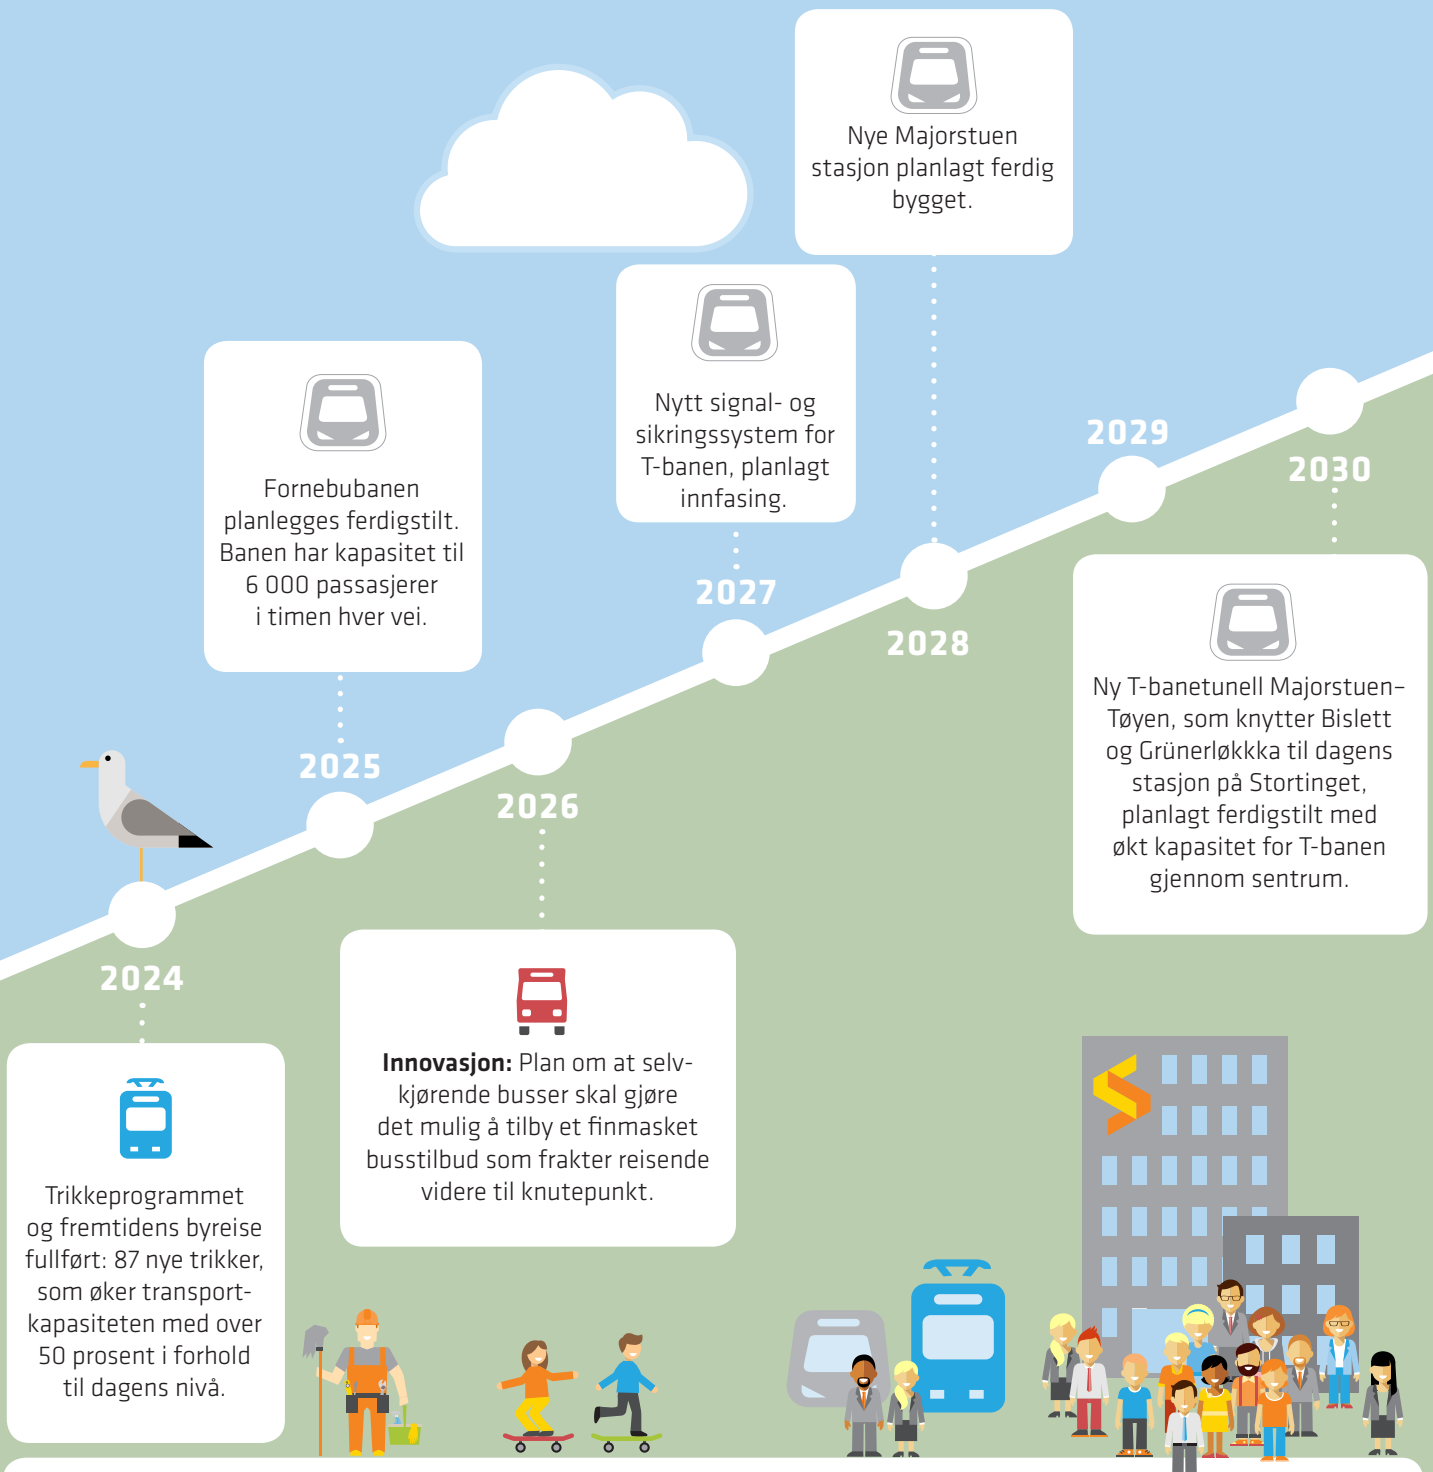 2024
Trikkeprogrammet
og fremtidens byreise
fullført: 87 nye trikker,
som øker transport-
kapasiteten med over
50 prosent i forhold
til dagens nivå.
Fornebubanen
planlegges ferdigstilt.
Banen har kapasitet til
6 000 passasjerer
i timen hver vei.
2025
2026
Innovasjon: Plan om at selv-
kjørende busser skal gjøre
det mulig å tilby et finmasket
busstilbud som frakter reisende
videre til knutepunkt.
Nytt signal- og
sikringssystem for
T-banen, planlagt
innfasing.
2027
Nye Majorstuen
stasjon planlagt ferdig
bygget.
2028
2029
2030
Ny T-banetunell Majorstuen–
Tøyen, som knytter Bislett
og Grünerløkkka til dagens
stasjon på Stortinget,
planlagt ferdigstilt med
økt kapasitet for T-banen
gjennom sentrum.